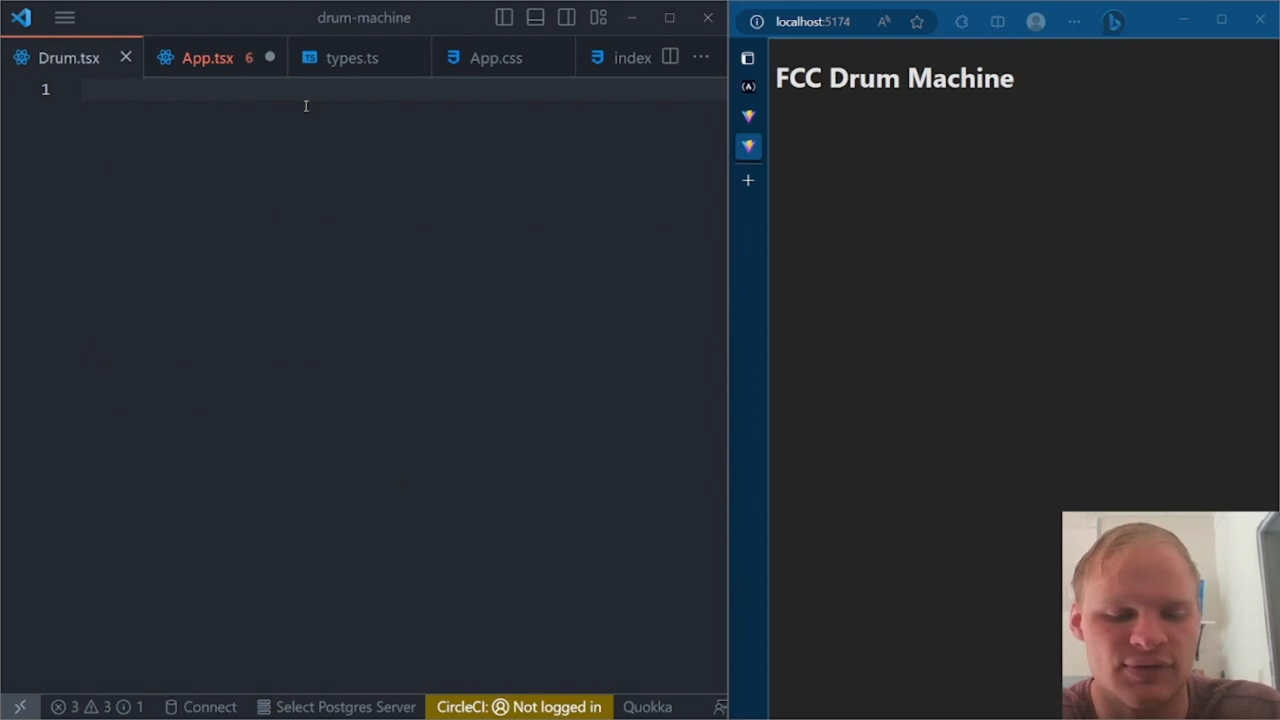 drum-machine
Drum.tsx
App.tsx 6
types.ts
App.css
index
1
3 3 1
Connect
Select Postgres Server
CircleCI: Not logged in
Quokka
localhost:5174
FCC Drum Machine